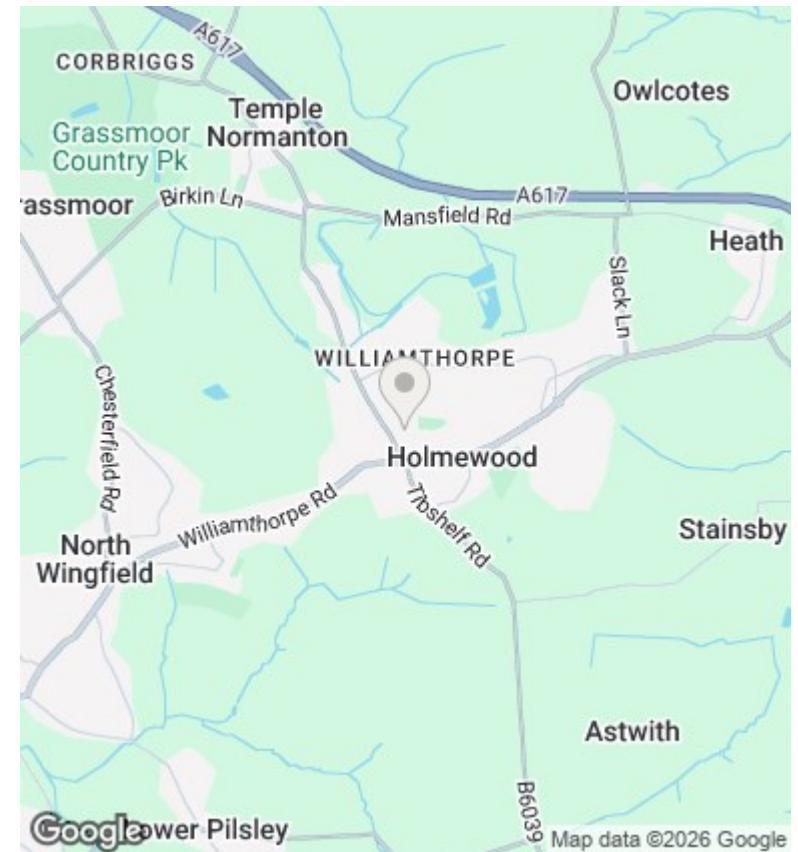 A617
CORBRIGGS
Owlcotes
Temple
Normanton
Grassmoor
Country Pk
A617
Birkin Ln
rassmoor
Mansfield Rd
Heath
Slack Ln
WILLIAMTHORPE
Chesterfield Rd
Holmewood
Williamthorpe Rd
Tibshelf Rd
Stainsby
North
Wingfield
Astwith
B6039
Google
ower Pilsley
Map data ©2026 Google